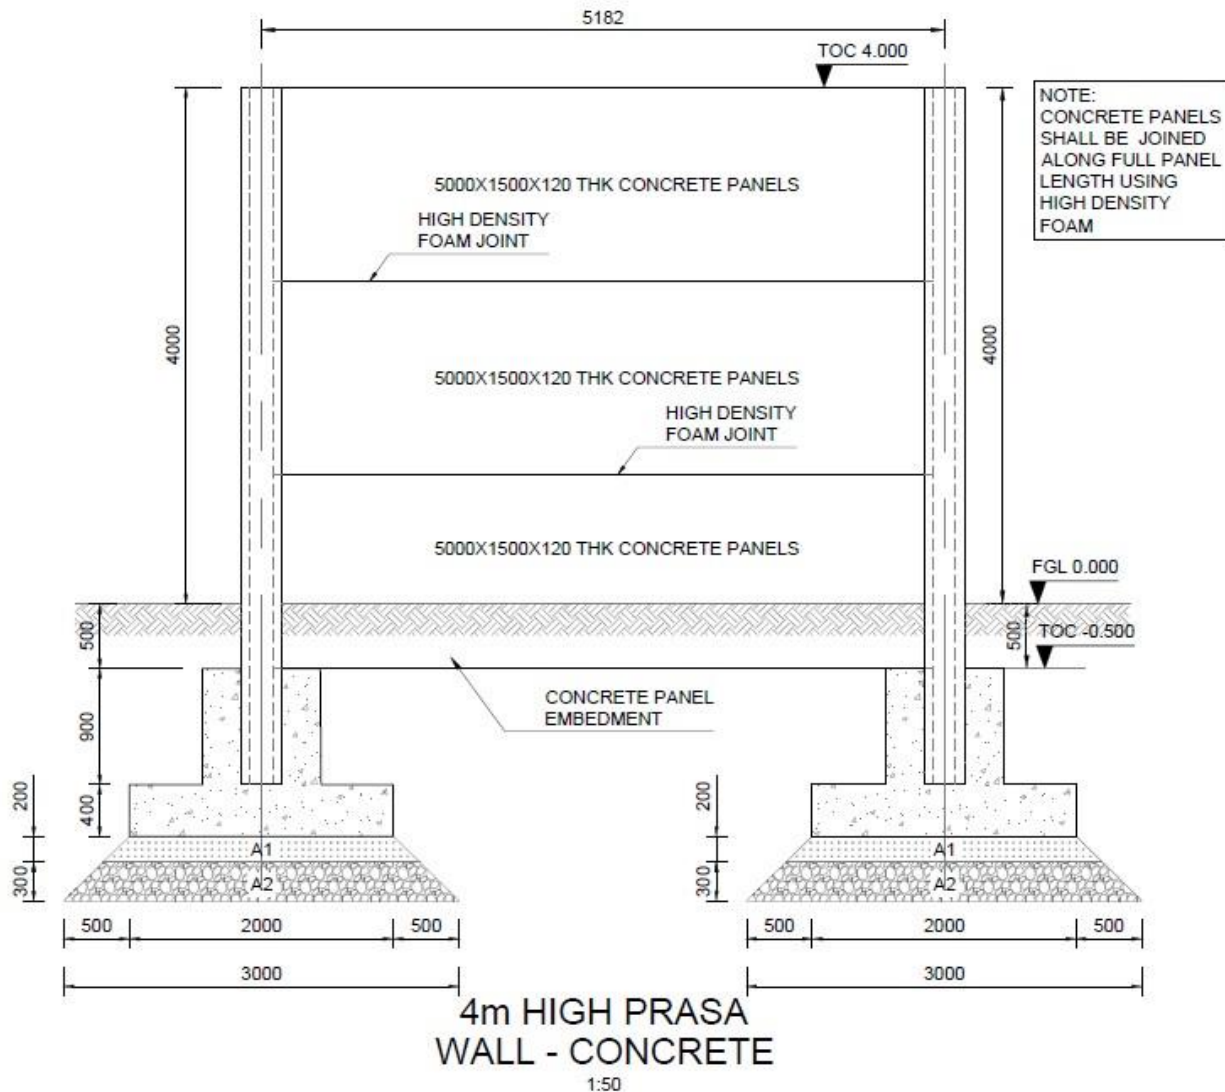 5182
TOC 4.000
NOTE:
CONCRETE PANELS
SHALL BE JOINED
ALONG FULL PANEL
LENGTH USING
HIGH DENSITY
FOAM
5000X1500X120 THK CONCRETE PANELS
HIGH DENSITY
FOAM JOINT
4000
4000
5000X1500X120 THK CONCRETE PANELS
HIGH DENSITY
FOAM JOINT
5000X1500X120 THK CONCRETE PANELS
FGL 0.000
500
500
TOC -0.500
CONCRETE PANEL
EMBEDMENT
900
200
400
200
A1
A1
300
A2
300
A2
500
2000
500
500
2000
500
3000
3000
4m HIGH PRASA
WALL - CONCRETE
1:50